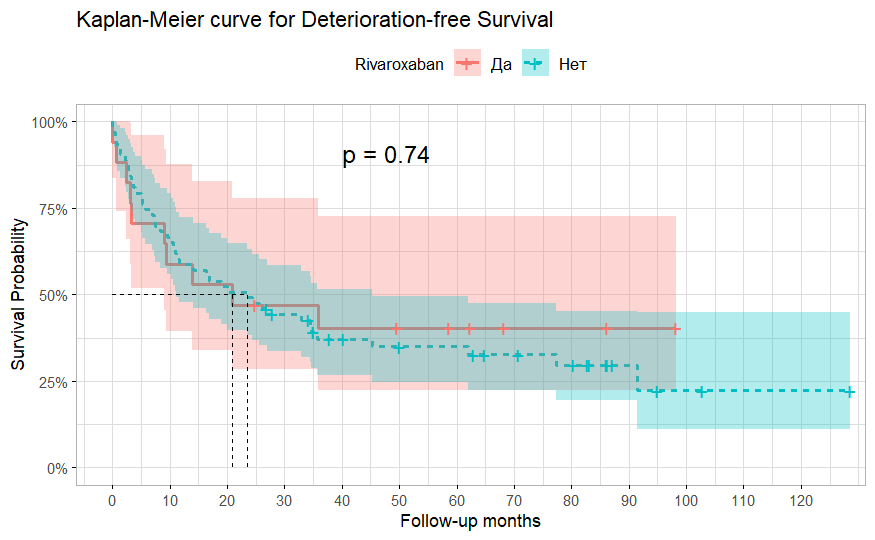 Kaplan-Meier curve for Deterioration-free Survival
Rivaroxaban Да Нет
Survival Probability
100%
75%
50%
25%
0%
p = 0.74
0 10 20 30 40 50 60 70 80 90 100 110 120
Follow-up months